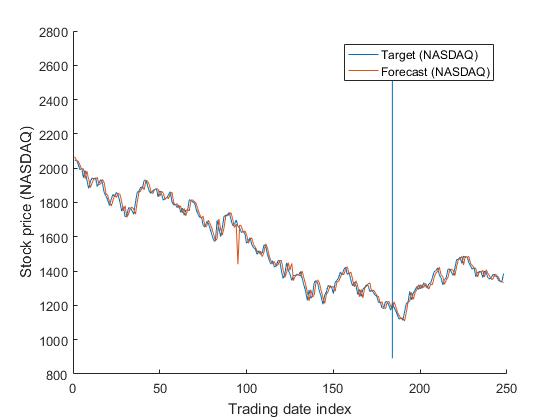 2800
2600
2400
2200
2000
1800
1600
1400
1200
1000
800
Stock price (NASDAQ)
Target (NASDAQ)
Forecast (NASDAQ)
0 50 100 150 200 250
Trading date index